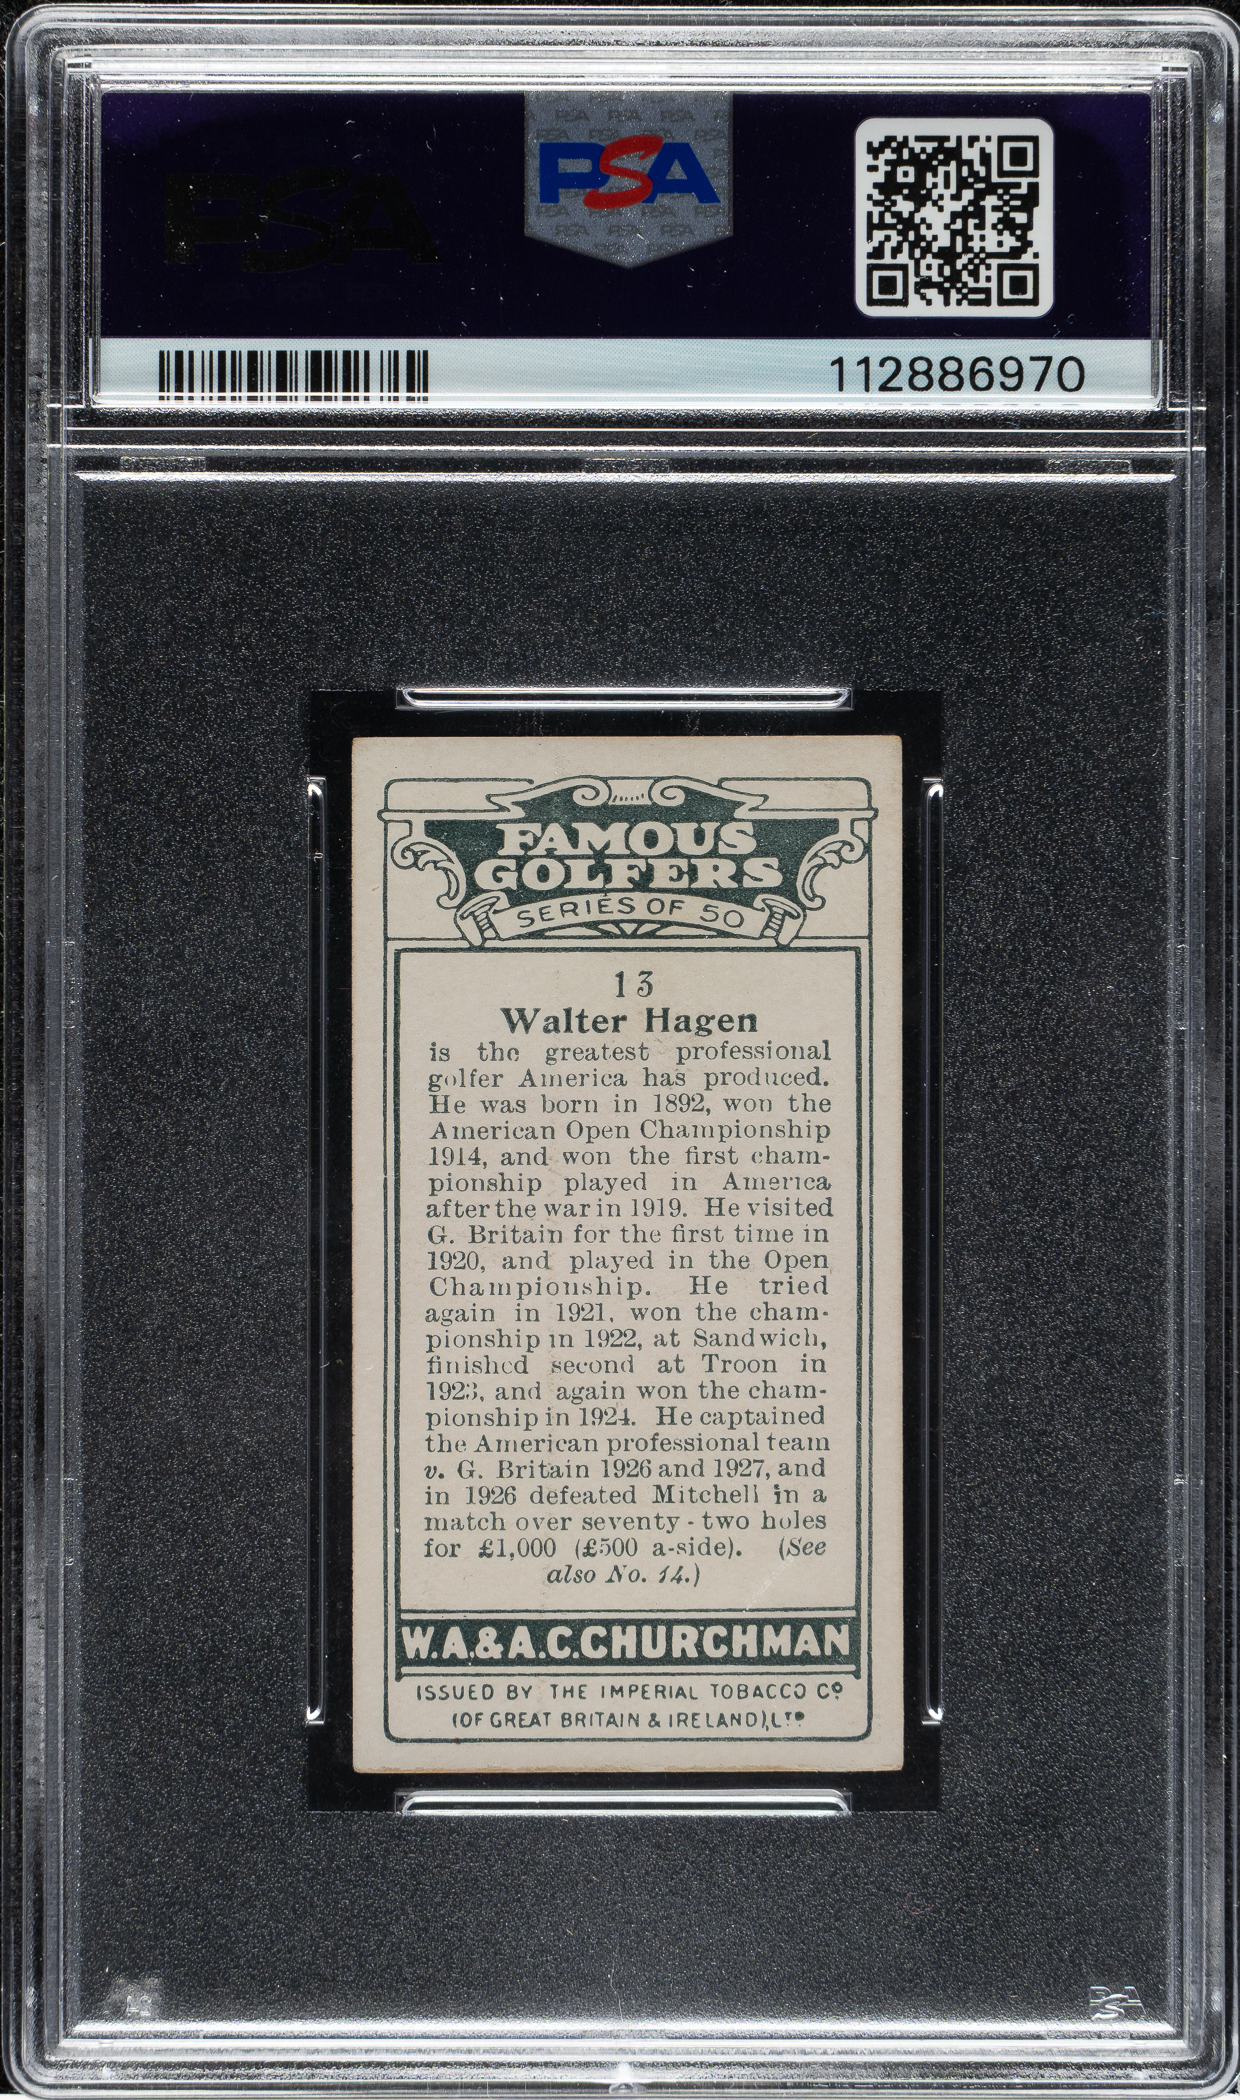 PSA
PSA
112886970
FAMOUS
GOLFERS
SERIES OF 50
13
Walter Hagen
is the greatest professional
golfer America has produced.
He was born in 1892, won the
American Open Championship
1914, and won the first cham-
pionship played in America
after the war in 1919. He visited
G. Britain for the first time in
1920, and played in the Open
Championship. He tried
again in 1921, won the cham-
pionship in 1922, at Sandwich,
finished second at Troon in
1923, and again won the cham-
pionship in 1924. He captained
the American professional team
v. G. Britain 1926 and 1927, and
in 1926 defeated Mitchell in a
match over seventy-two holes
for £1,000 (£500 a-side). (See
also No. 14.)
W.A.& A.C.CHURCHMAN
ISSUED BY THE IMPERIAL TOBACCO Cº
(OF GREAT BRITAIN & IRELAND), LTD.
PSA